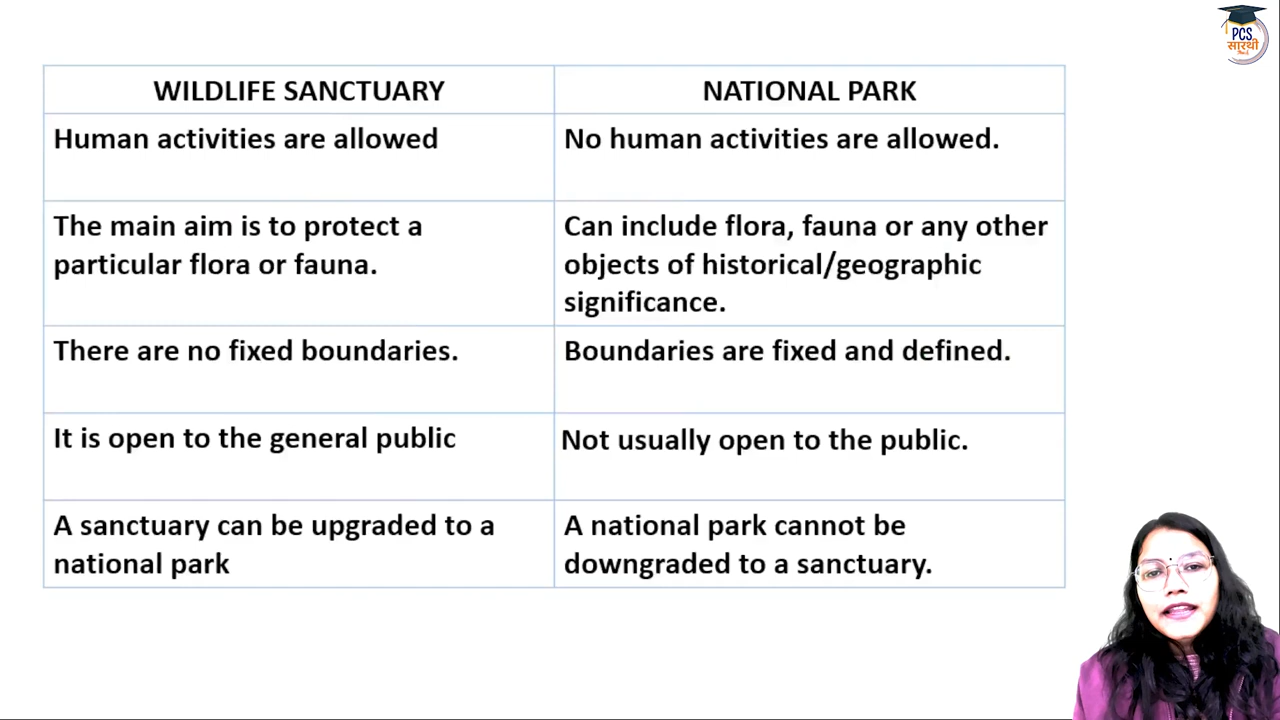 PCS
सारथी
WILDLIFE SANCTUARY
NATIONAL PARK
Human activities are allowed
No human activities are allowed.
The main aim is to protect a
particular flora or fauna.
Can include flora, fauna or any other
objects of historical/geographic
significance.
There are no fixed boundaries.
Boundaries are fixed and defined.
It is open to the general public
Not usually open to the public.
A sanctuary can be upgraded to a
national park
A national park cannot be
downgraded to a sanctuary.